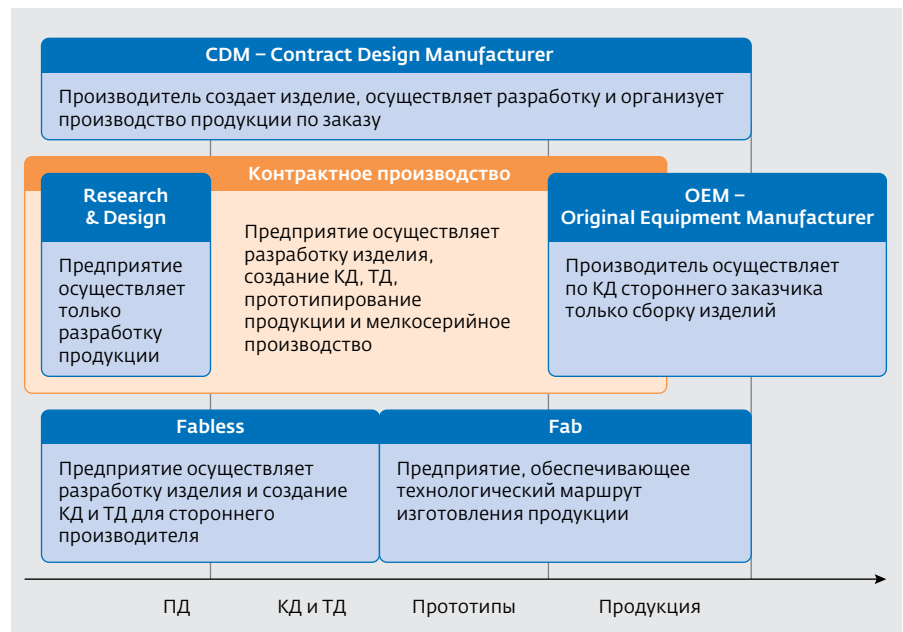 CDM – Contract Design Manufacturer
Производитель создает изделие, осуществляет разработку и организует
производство продукции по заказу
Контрактное производство
Research
& Design
Предприятие
осуществляет
только
разработку
продукции
Предприятие осуществляет
разработку изделия,
создание КД, ТД,
прототипирование
продукции и мелкосерийное
производство
OEM –
Original Equipment Manufacturer
Производитель осуществляет
по КД стороннего заказчика
только сборку изделий
Fabless
Предприятие осуществляет
разработку изделия и создание
КД и ТД для стороннего
производителя
Fab
Предприятие, обеспечивающее
технологический маршрут
изготовления продукции
ПД
КД и ТД
Прототипы
Продукция